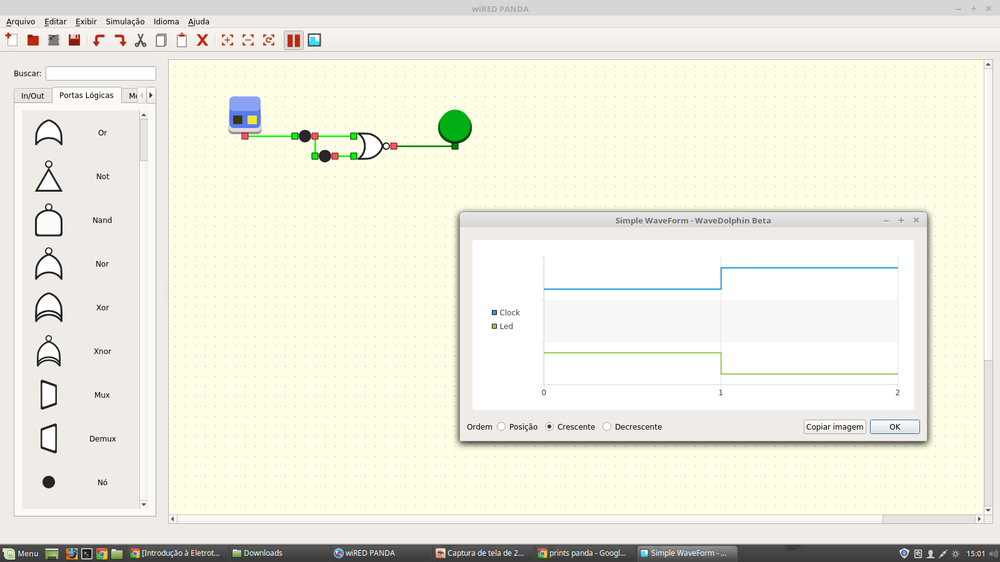 wiRED PANDA
Arquivo Editar Exibir Simulação Idioma Ajuda
Buscar:
In/Out Portas Lógicas
Or
Not
Nand
Nor
Xor
Xnor
Mux
Demux
Nó
Simple WaveForm - WaveDolphin Beta
Clock
Led
0 1 2
Ordem Posição Crescente Decrescente Copiar imagem OK
Menu [Introdução à Eletrot... Downloads wiRED PANDA Captura de tela de 2... prints panda - Googl... Simple WaveForm - ... 15:01